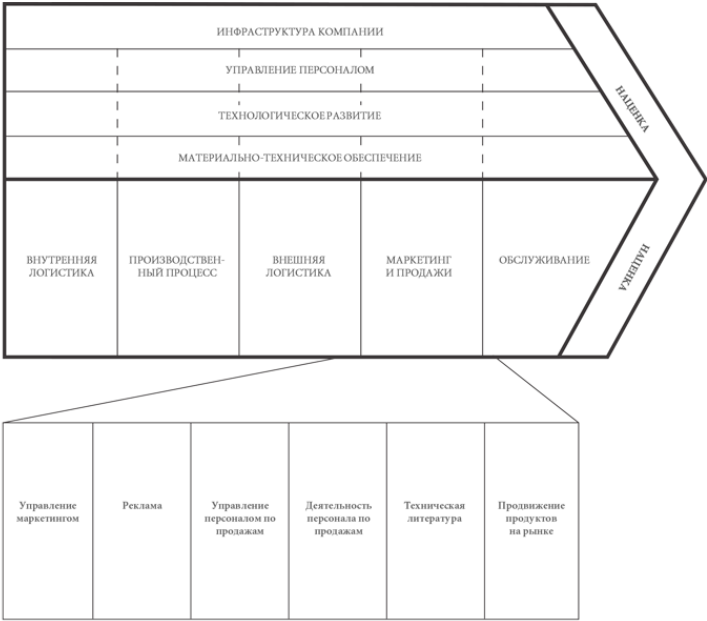 ИНФРАСТРУКТУРА КОМПАНИИ
УПРАВЛЕНИЕ ПЕРСОНАЛОМ
ТЕХНОЛОГИЧЕСКОЕ РАЗВИТИЕ
МАТЕРИАЛЬНО-ТЕХНИЧЕСКОЕ ОБЕСПЕЧЕНИЕ
НАЦЕНКА
ВНУТРЕННЯЯ
ЛОГИСТИКА
ПРОИЗВОДСТВЕН-
НЫЙ ПРОЦЕСС
ВНЕШНЯЯ
ЛОГИСТИКА
МАРКЕТИНГ
И ПРОДАЖИ
ОБСЛУЖИВАНИЕ
НАЦЕНКА
Управление
маркетингом
Реклама
Управление
персоналом по
продажам
Деятельность
персонала по
продажам
Техническая
литература
Продвижение
продуктов
на рынке